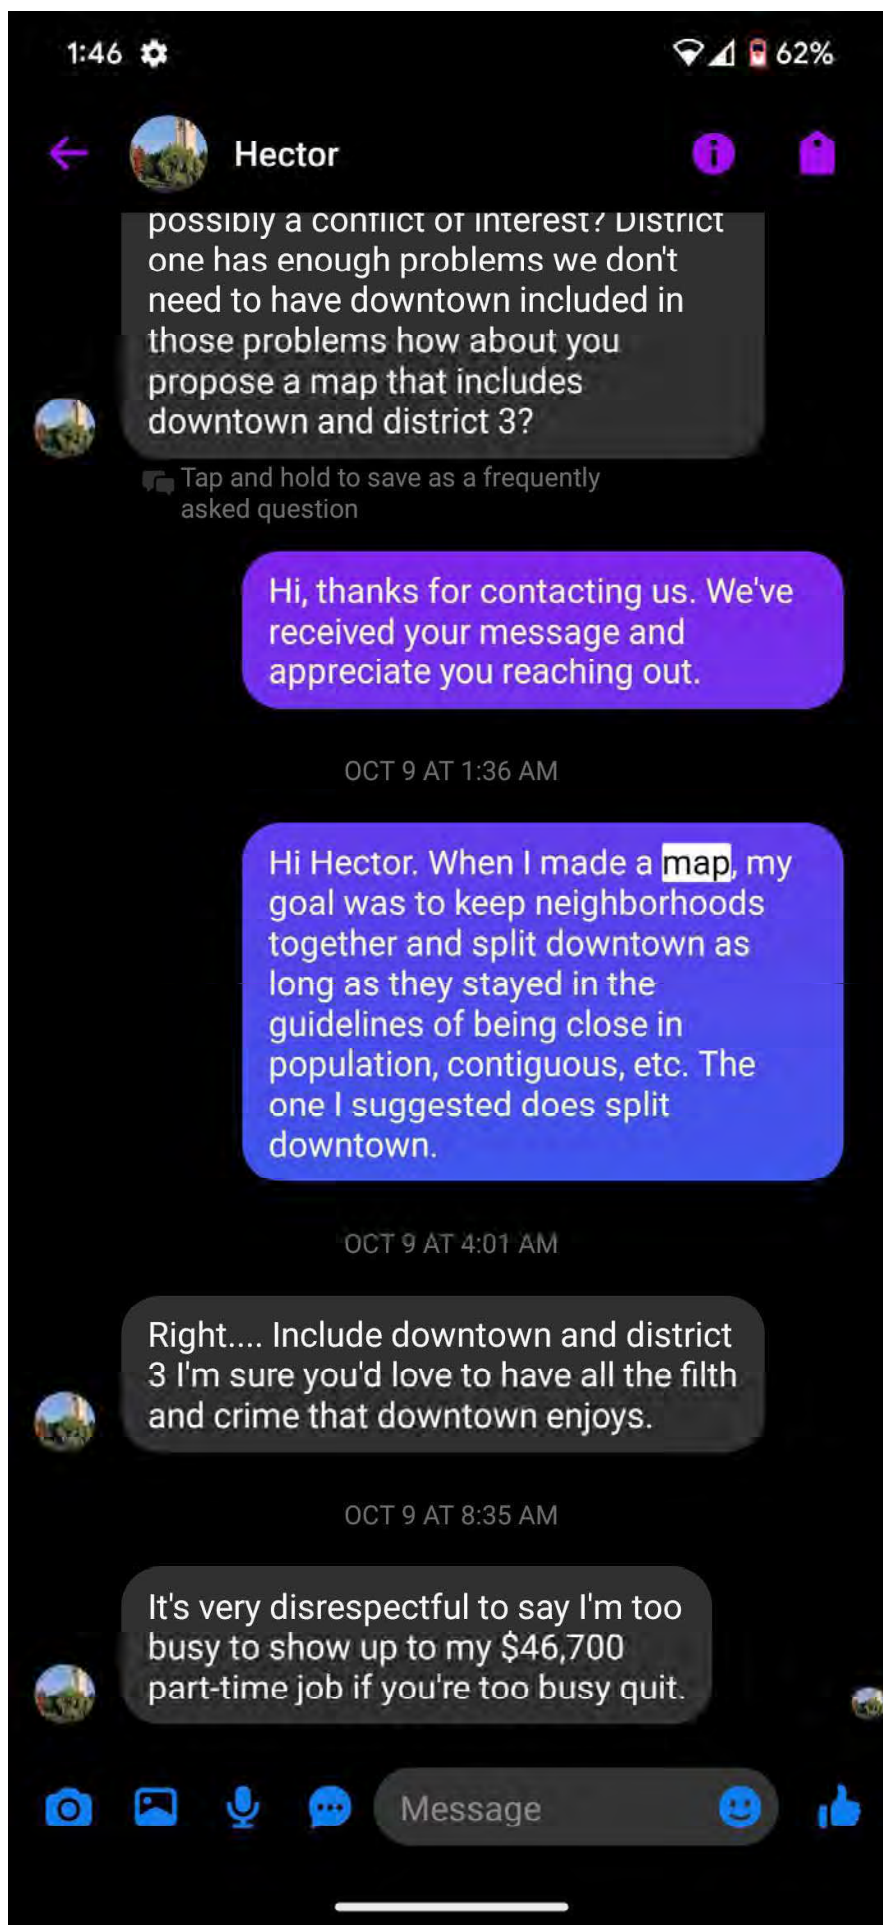 1:46 62%
Hector
possibly a conflict of interest? District
one has enough problems we don't
need to have downtown included in
those problems how about you
propose a map that includes
downtown and district 3?
Tap and hold to save as a frequently
asked question
Hi, thanks for contacting us. We've
received your message and
appreciate you reaching out.
OCT 9 AT 1:36 AM
Hi Hector. When I made a map, my
goal was to keep neighborhoods
together and split downtown as
long as they stayed in the
guidelines of being close in
population, contiguous, etc. The
one I suggested does split
downtown.
OCT 9 AT 4:01 AM
Right.... Include downtown and district
3 I'm sure you'd love to have all the filth
and crime that downtown enjoys.
OCT 9 AT 8:35 AM
It's very disrespectful to say I'm too
busy to show up to my $46,700
part-time job if you're too busy quit.
Message